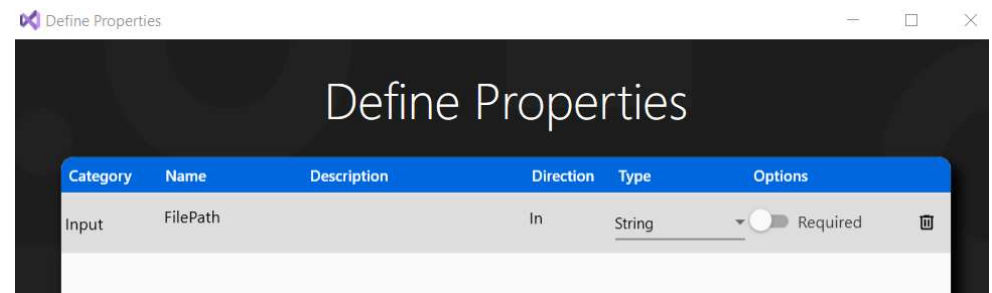 Define Properties
Define Properties
Category Name Description Direction Type Options
Input FilePath In String Required